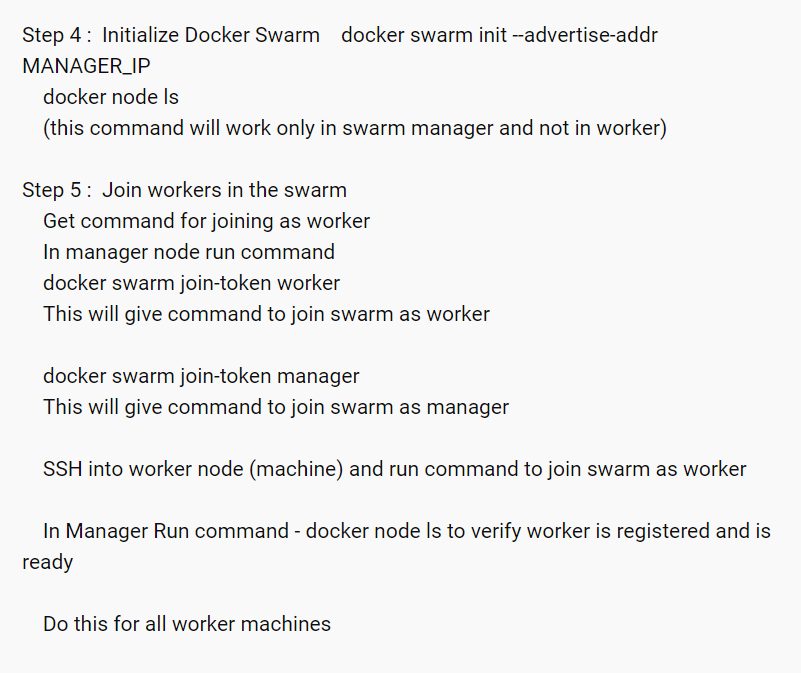 Step 4 :  Initialize Docker Swarm    docker swarm init --advertise-addr
MANAGER_IP
docker node ls
(this command will work only in swarm manager and not in worker)
Step 5 :  Join workers in the swarm
Get command for joining as worker
In manager node run command
docker swarm join-token worker
This will give command to join swarm as worker
docker swarm join-token manager
This will give command to join swarm as manager
SSH into worker node (machine) and run command to join swarm as worker
In Manager Run command - docker node ls to verify worker is registered and is
ready
Do this for all worker machines